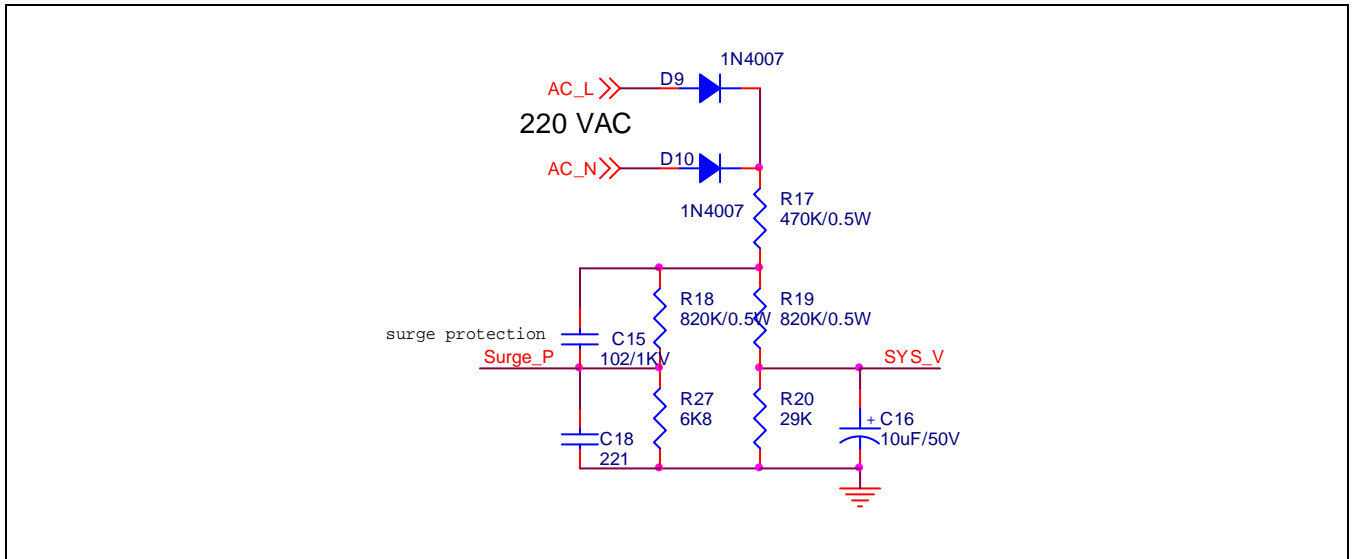 1N4007
D9
AC_L
220 VAC
D10
AC_N
1N4007
R17
470K/0.5W
R18
820K/0.5W
R19
820K/0.5W
surge protection
C15
102/1KV
Surge_P
SYS_V
R27
6K8
R20
29K
+
C16
10uF/50V
C18
221